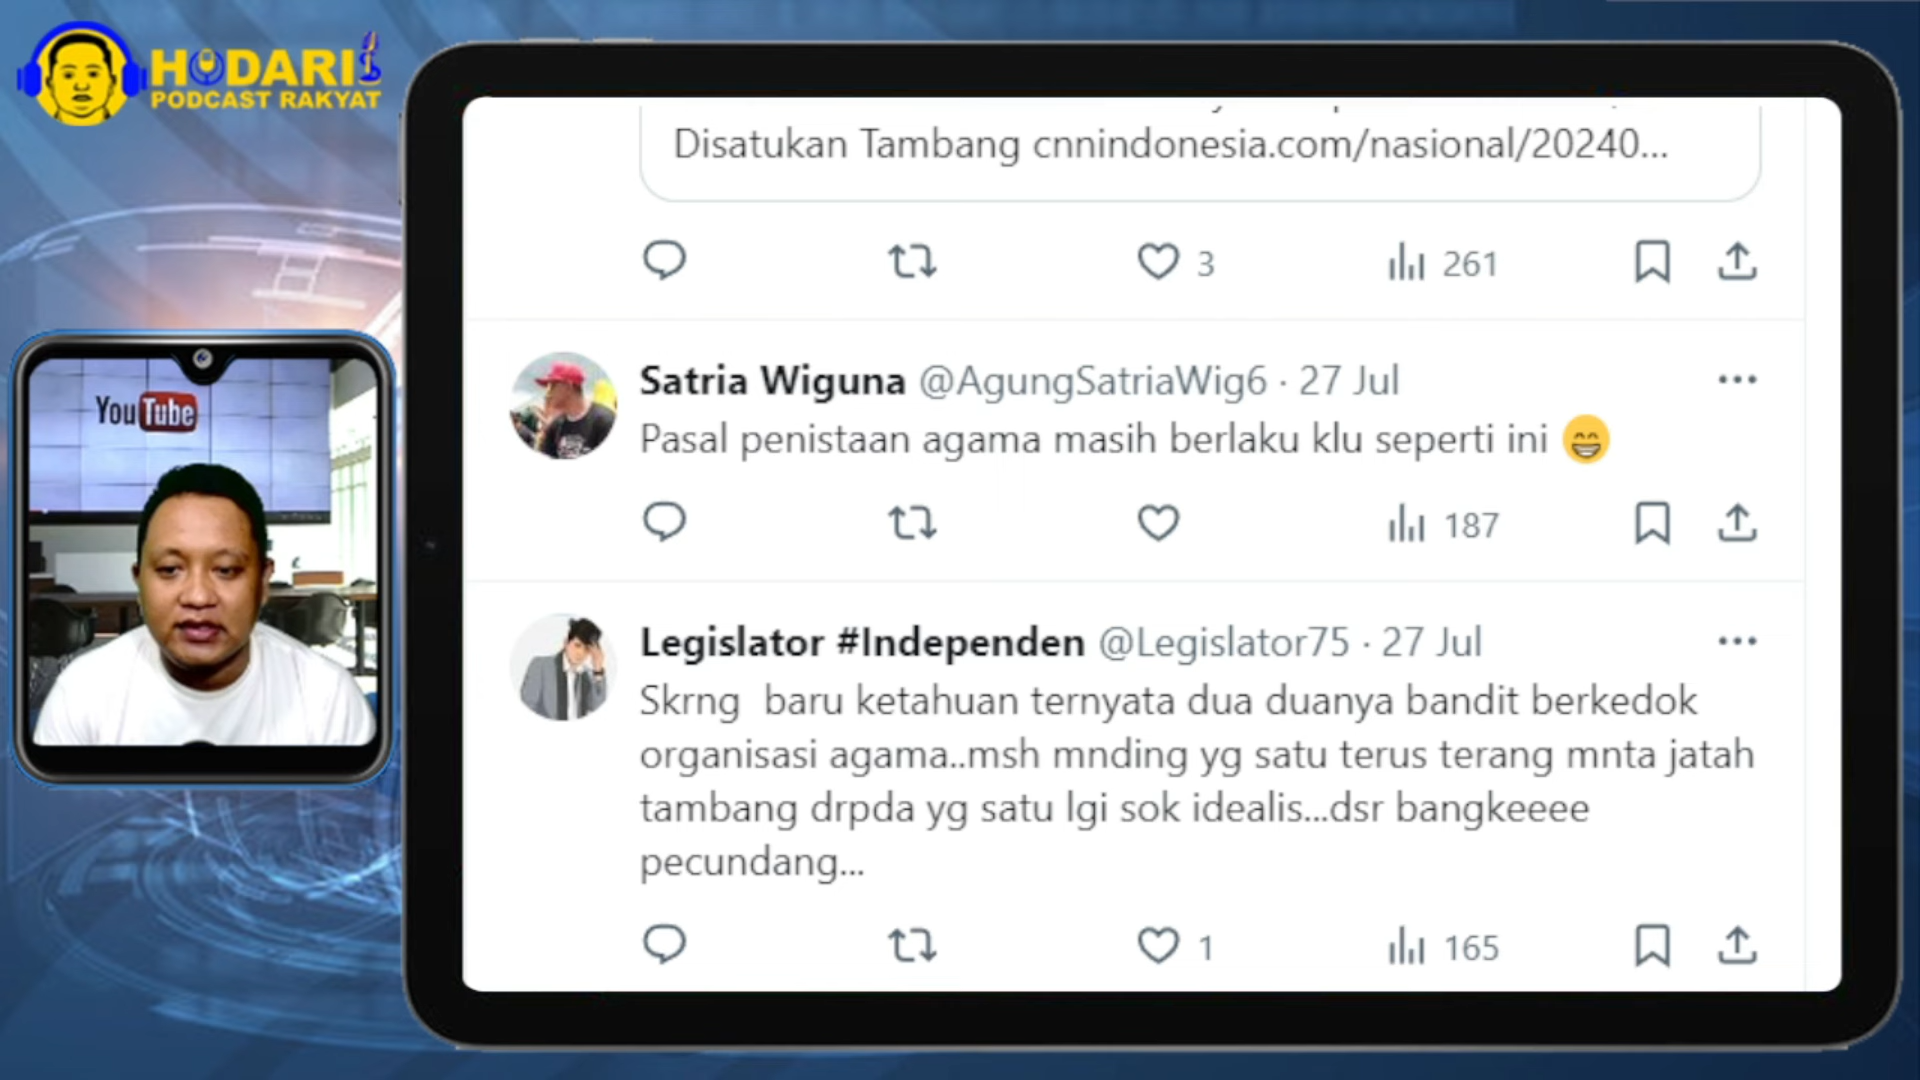 HODARI
PODCAST RAKYAT
YouTube
Disatukan Tambang cnnindonesia.com/nasional/20240...
3
261
Satria Wiguna @AgungSatriaWig6 · 27 Jul
Pasal penistaan agama masih berlaku klu seperti ini 😁
187
Legislator #Independen @Legislator75 · 27 Jul
Skrng baru ketahuan ternyata dua duanya bandit berkedok
organisasi agama..msh mnding yg satu terus terang mnta jatah
tambang drpda yg satu lgi sok idealis...dsr bangkeeee
pecundang...
1
165